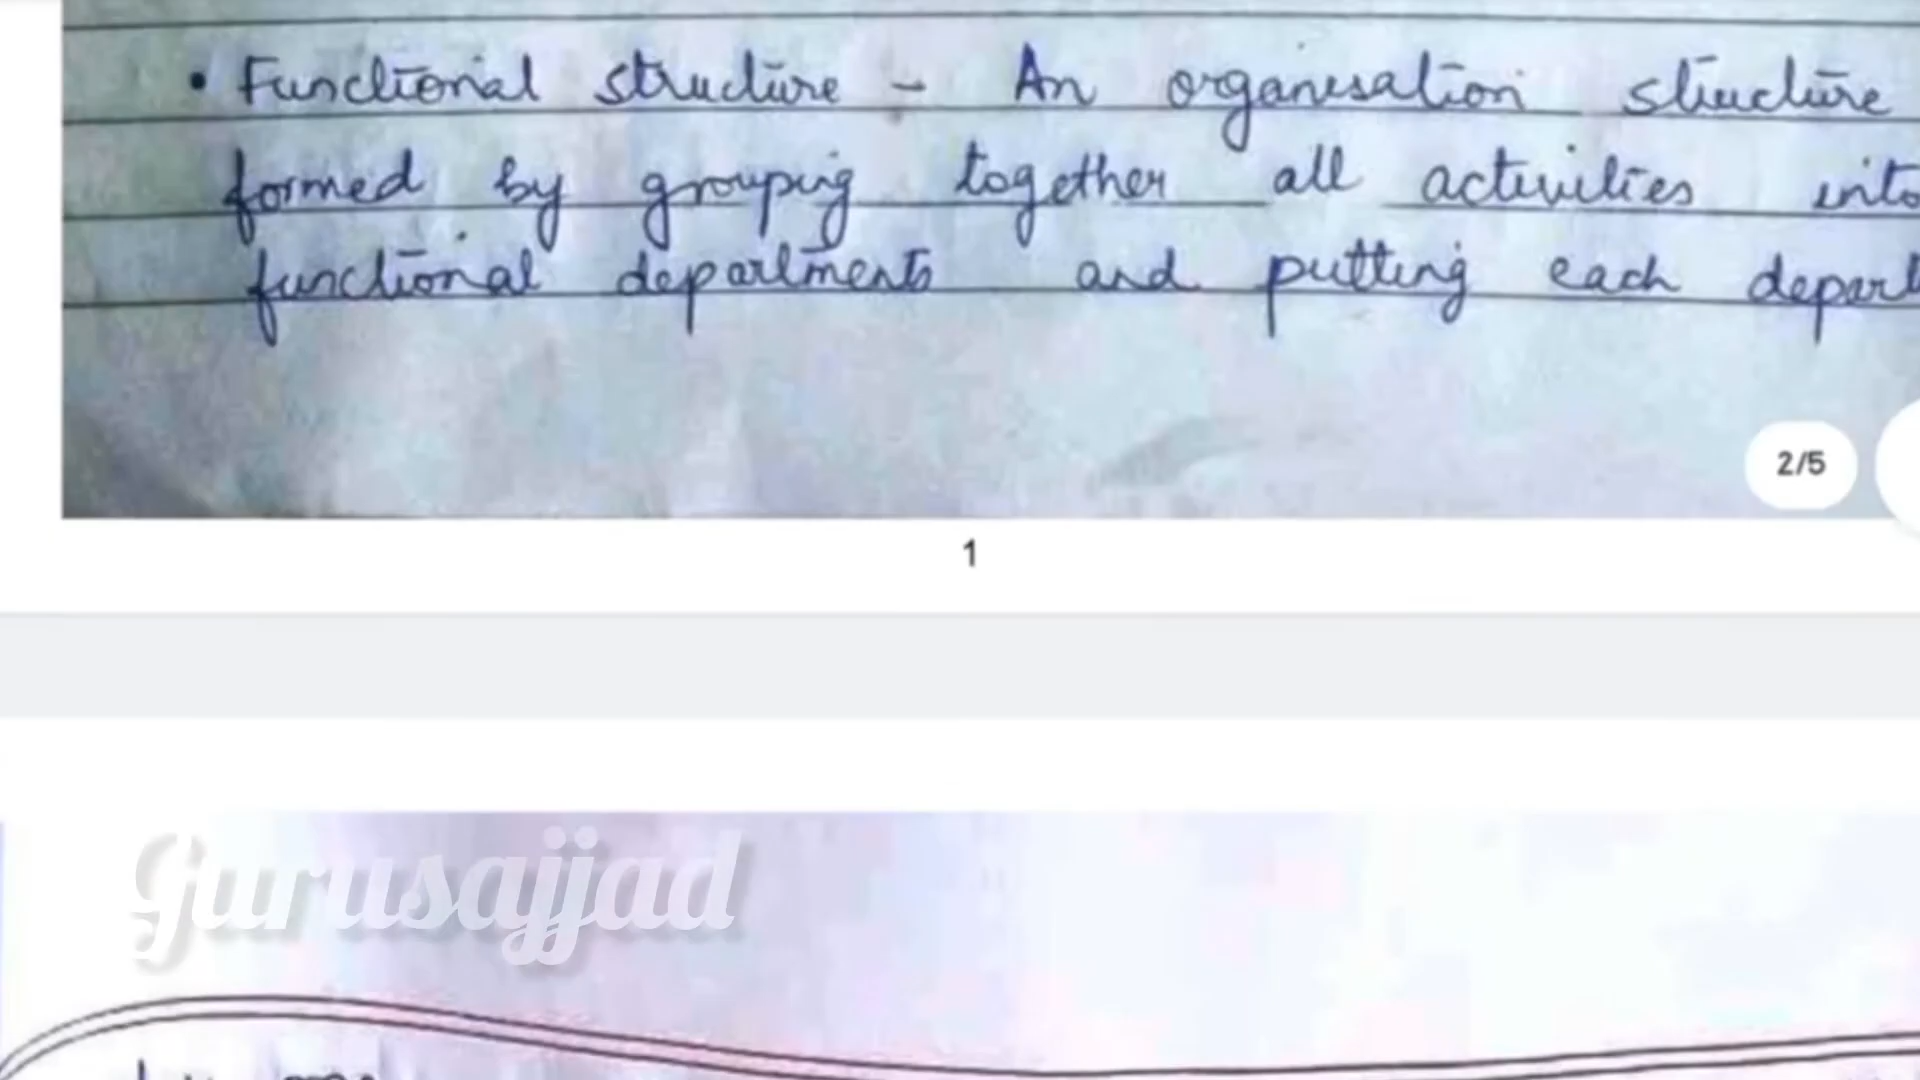 • Functional structure - An organisation structure
formed by grouping together all activities into
functional departments and putting each depart
2/5
1
Gurusajjad